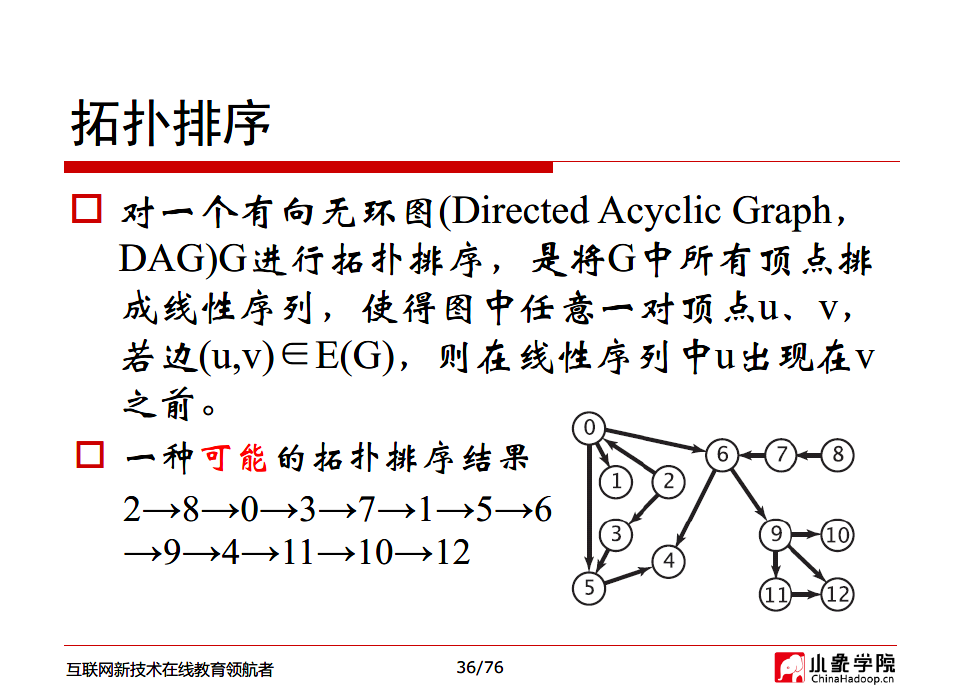 拓扑排序
对一个有向无环图(Directed Acyclic Graph，
DAG)G进行拓扑排序，是将G中所有顶点排
成线性序列，使得图中任意一对顶点u、v，
若边(u,v)∈E(G)，则在线性序列中u出现在v
之前。
一种可能的拓扑排序结果
2→8→0→3→7→1→5→6
→9→4→11→10→12
0
6
7
8
1
2
3
9
10
4
5
11
12
互联网新技术在线教育领航者
36/76
小象学院
ChinaHadoop.cn